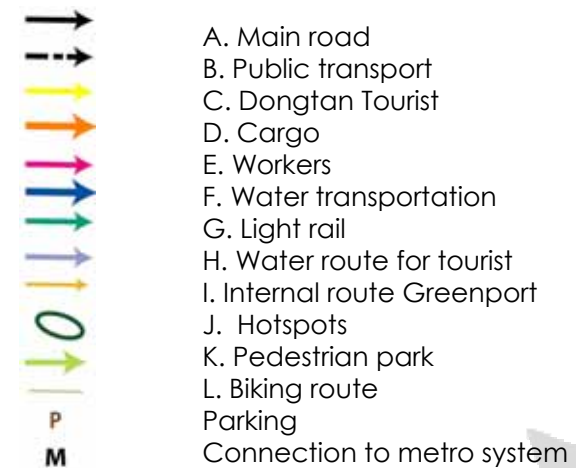 A. Main road
B. Public transport
C. Dongtan Tourist
D. Cargo
E. Workers
F. Water transportation
G. Light rail
H. Water route for tourist
I. Internal route Greenport
J. Hotspots
K. Pedestrian park
L. Biking route
P Parking
M Connection to metro system